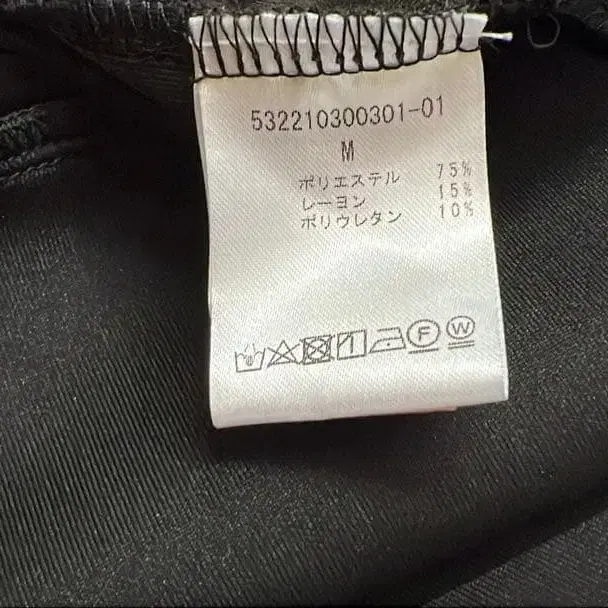 532210300301-01
M
ポリエステル 75%
レーヨン 15%
ポリウレタン 10%
F W